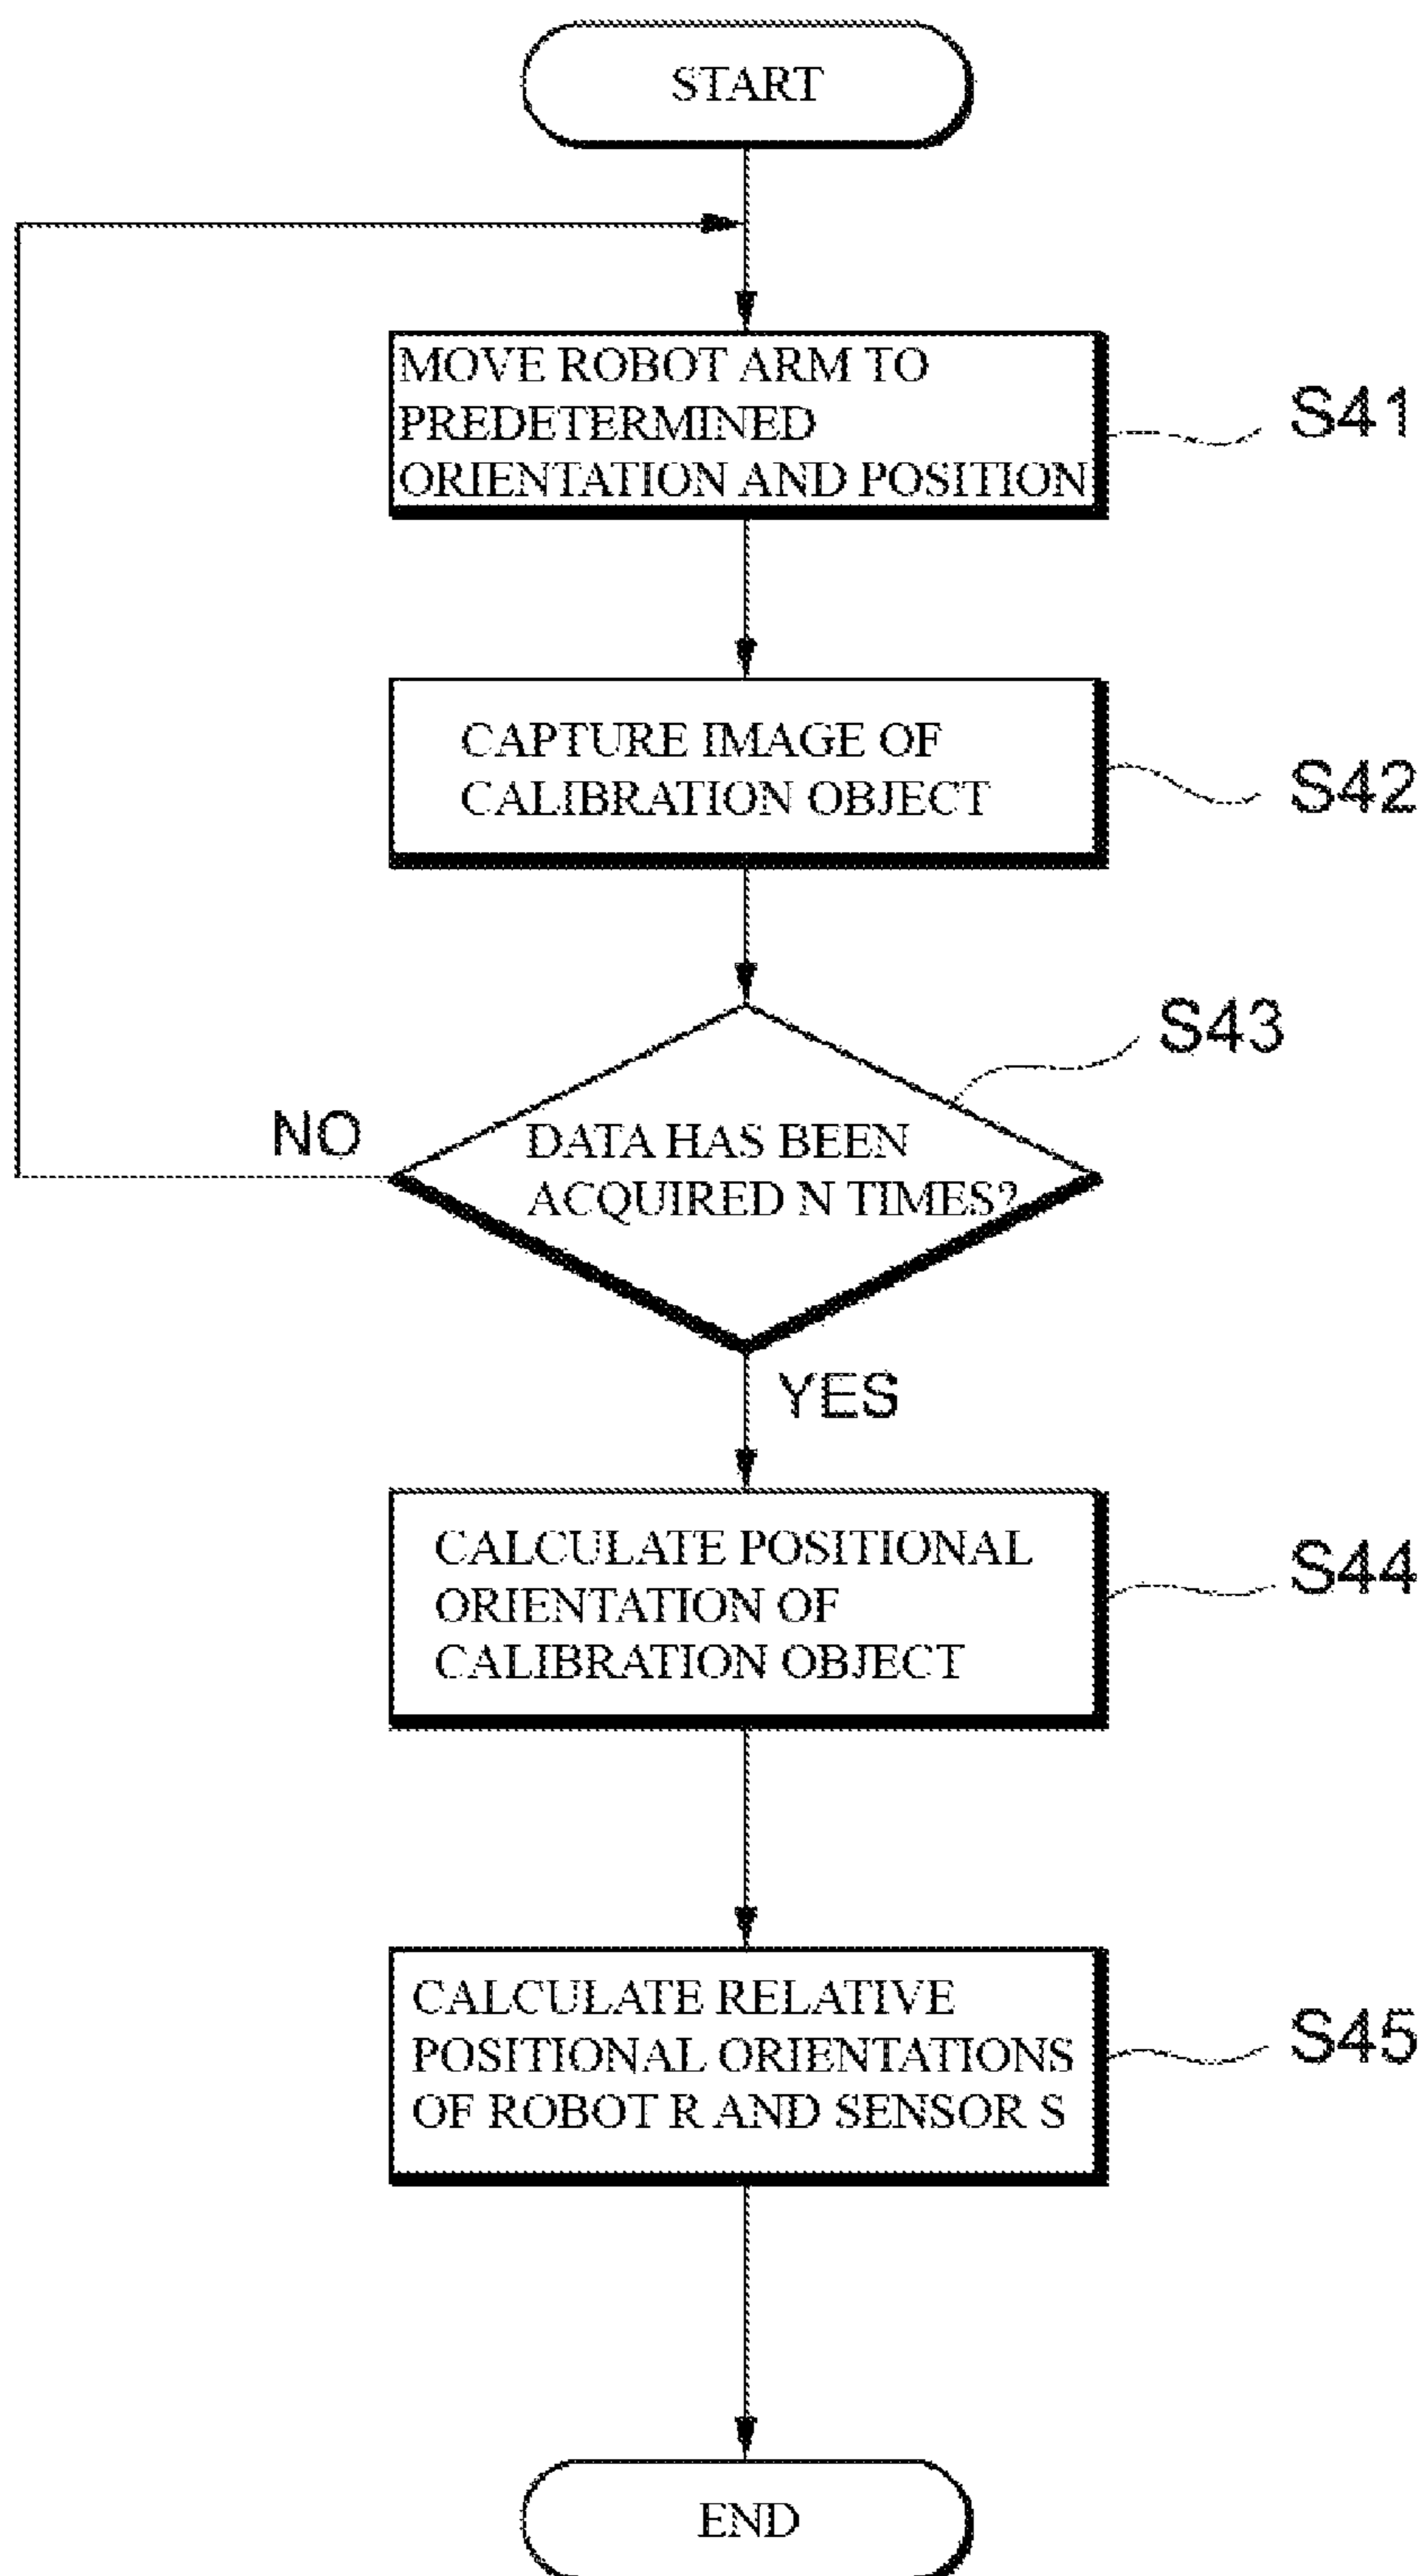 START
MOVE ROBOT ARM TO
PREDETERMINED
ORIENTATION AND POSITION
S41
CAPTURE IMAGE OF
CALIBRATION OBJECT
S42
S43
NO
DATA HAS BEEN
ACQUIRED N TIMES?
YES
CALCULATE POSITIONAL
ORIENTATION OF
CALIBRATION OBJECT
S44
CALCULATE RELATIVE
POSITIONAL ORIENTATIONS
OF ROBOT R AND SENSOR S
S45
END